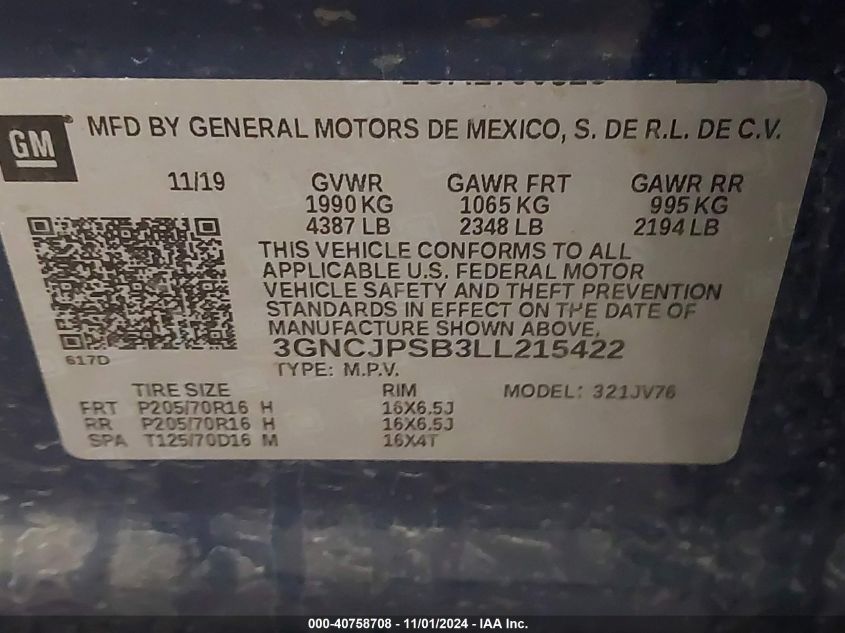 GM
MFD BY GENERAL MOTORS DE MEXICO, S. DE R.L. DE C.V.
11/19 GVWR GAWR FRT GAWR RR
1990 KG 1065 KG 995 KG
4387 LB 2348 LB 2194 LB
THIS VEHICLE CONFORMS TO ALL
APPLICABLE U.S. FEDERAL MOTOR
VEHICLE SAFETY AND THEFT PREVENTION
STANDARDS IN EFFECT ON THE DATE OF
MANUFACTURE SHOWN ABOVE.
617D
3GNCJPSB3LL215422
TYPE: M.P.V.
TIRE SIZE RIM MODEL: 321JV76
FRT P205/70R16 H 16X6.5J
RR P205/70R16 H 16X6.5J
SPA T125/70D16 M 16X4T
000-40758708 - 11/01/2024 - IAA Inc.